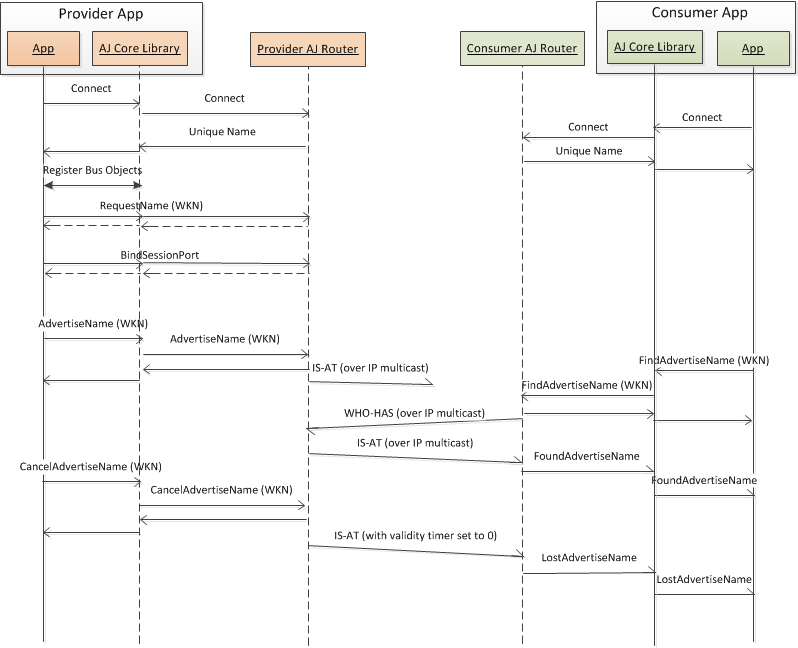 Provider App
Consumer App
App
AJ Core Library
Provider AJ Router
Consumer AJ Router
AJ Core Library
App
Connect
Connect
Connect
Connect
Unique Name
Unique Name
Register Bus Objects
RequestName (WKN)
BindSessionPort
AdvertiseName (WKN)
AdvertiseName (WKN)
IS-AT (over IP multicast)
FindAdvertiseName (WKN)
FindAdvertiseName (WKN)
WHO-HAS (over IP multicast)
IS-AT (over IP multicast)
FoundAdvertiseName
CancelAdvertiseName (WKN)
FoundAdvertiseName
CancelAdvertiseName (WKN)
IS-AT (with validity timer set to 0)
LostAdvertiseName
LostAdvertiseName